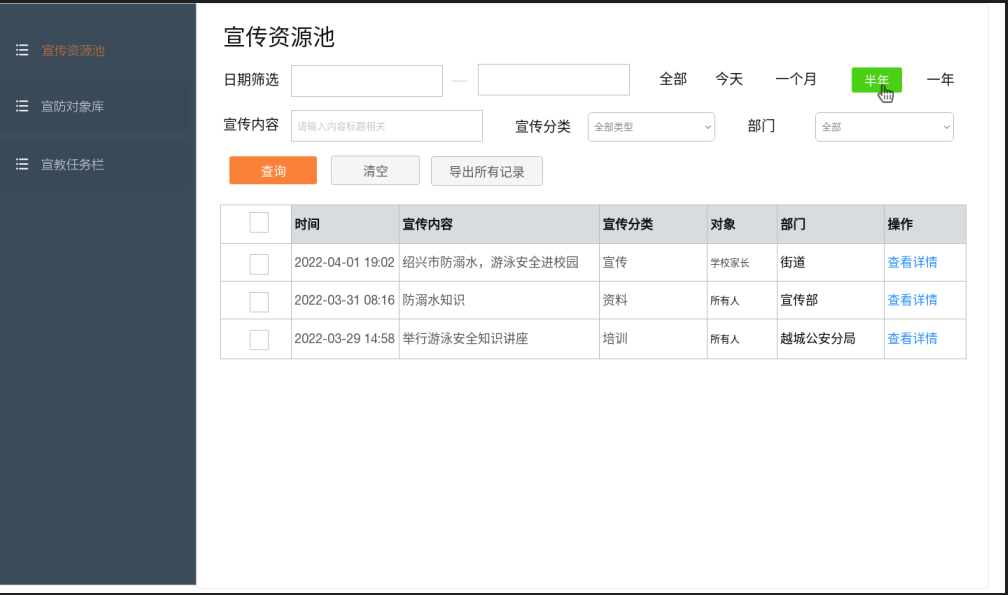 宣传资源池
宣防对象库
宣教任务栏
宣传资源池
日期筛选 — 全部 今天 一个月 半年 一年
宣传内容 请输入内容标题相关 宣传分类 全部类型 部门 全部
查询 清空 导出所有记录
时间 宣传内容 宣传分类 对象 部门 操作
2022-04-01 19:02 绍兴市防溺水，游泳安全进校园 宣传 学校家长 街道 查看详情
2022-03-31 08:16 防溺水知识 资料 所有人 宣传部 查看详情
2022-03-29 14:58 举行游泳安全知识讲座 培训 所有人 越城公安分局 查看详情